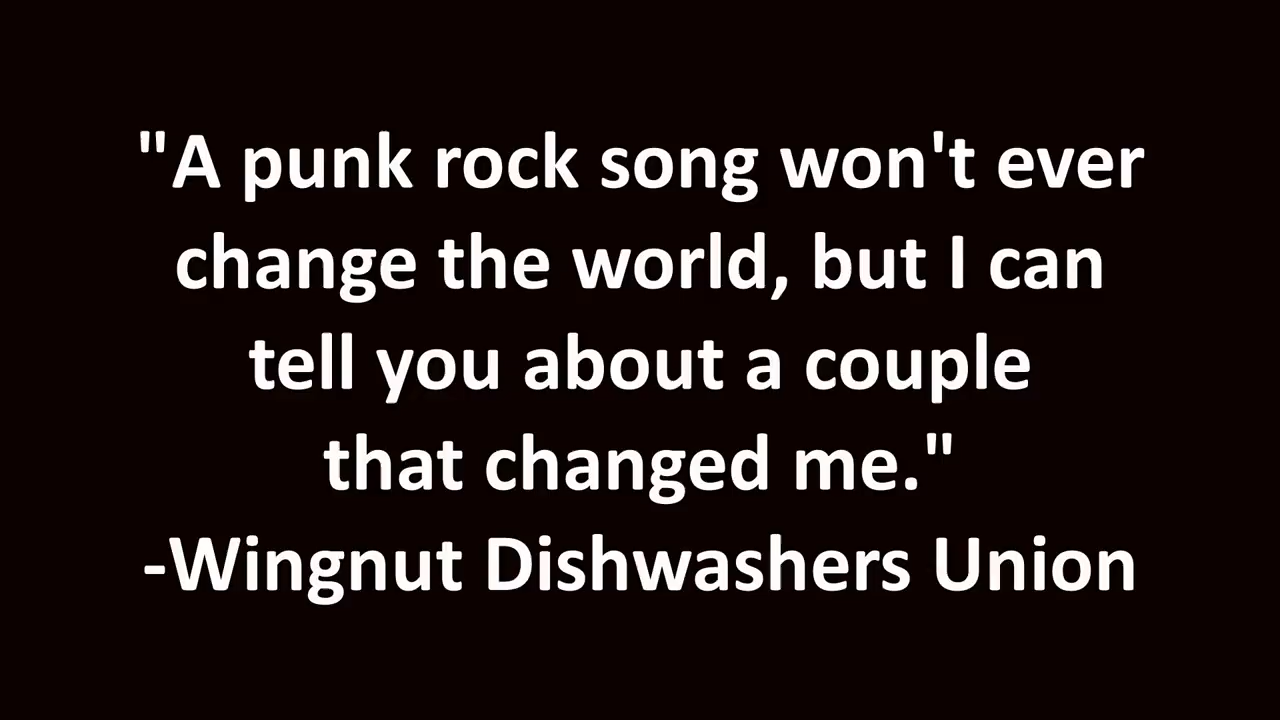 "A punk rock song won't ever
change the world, but I can
tell you about a couple
that changed me."
-Wingnut Dishwashers Union